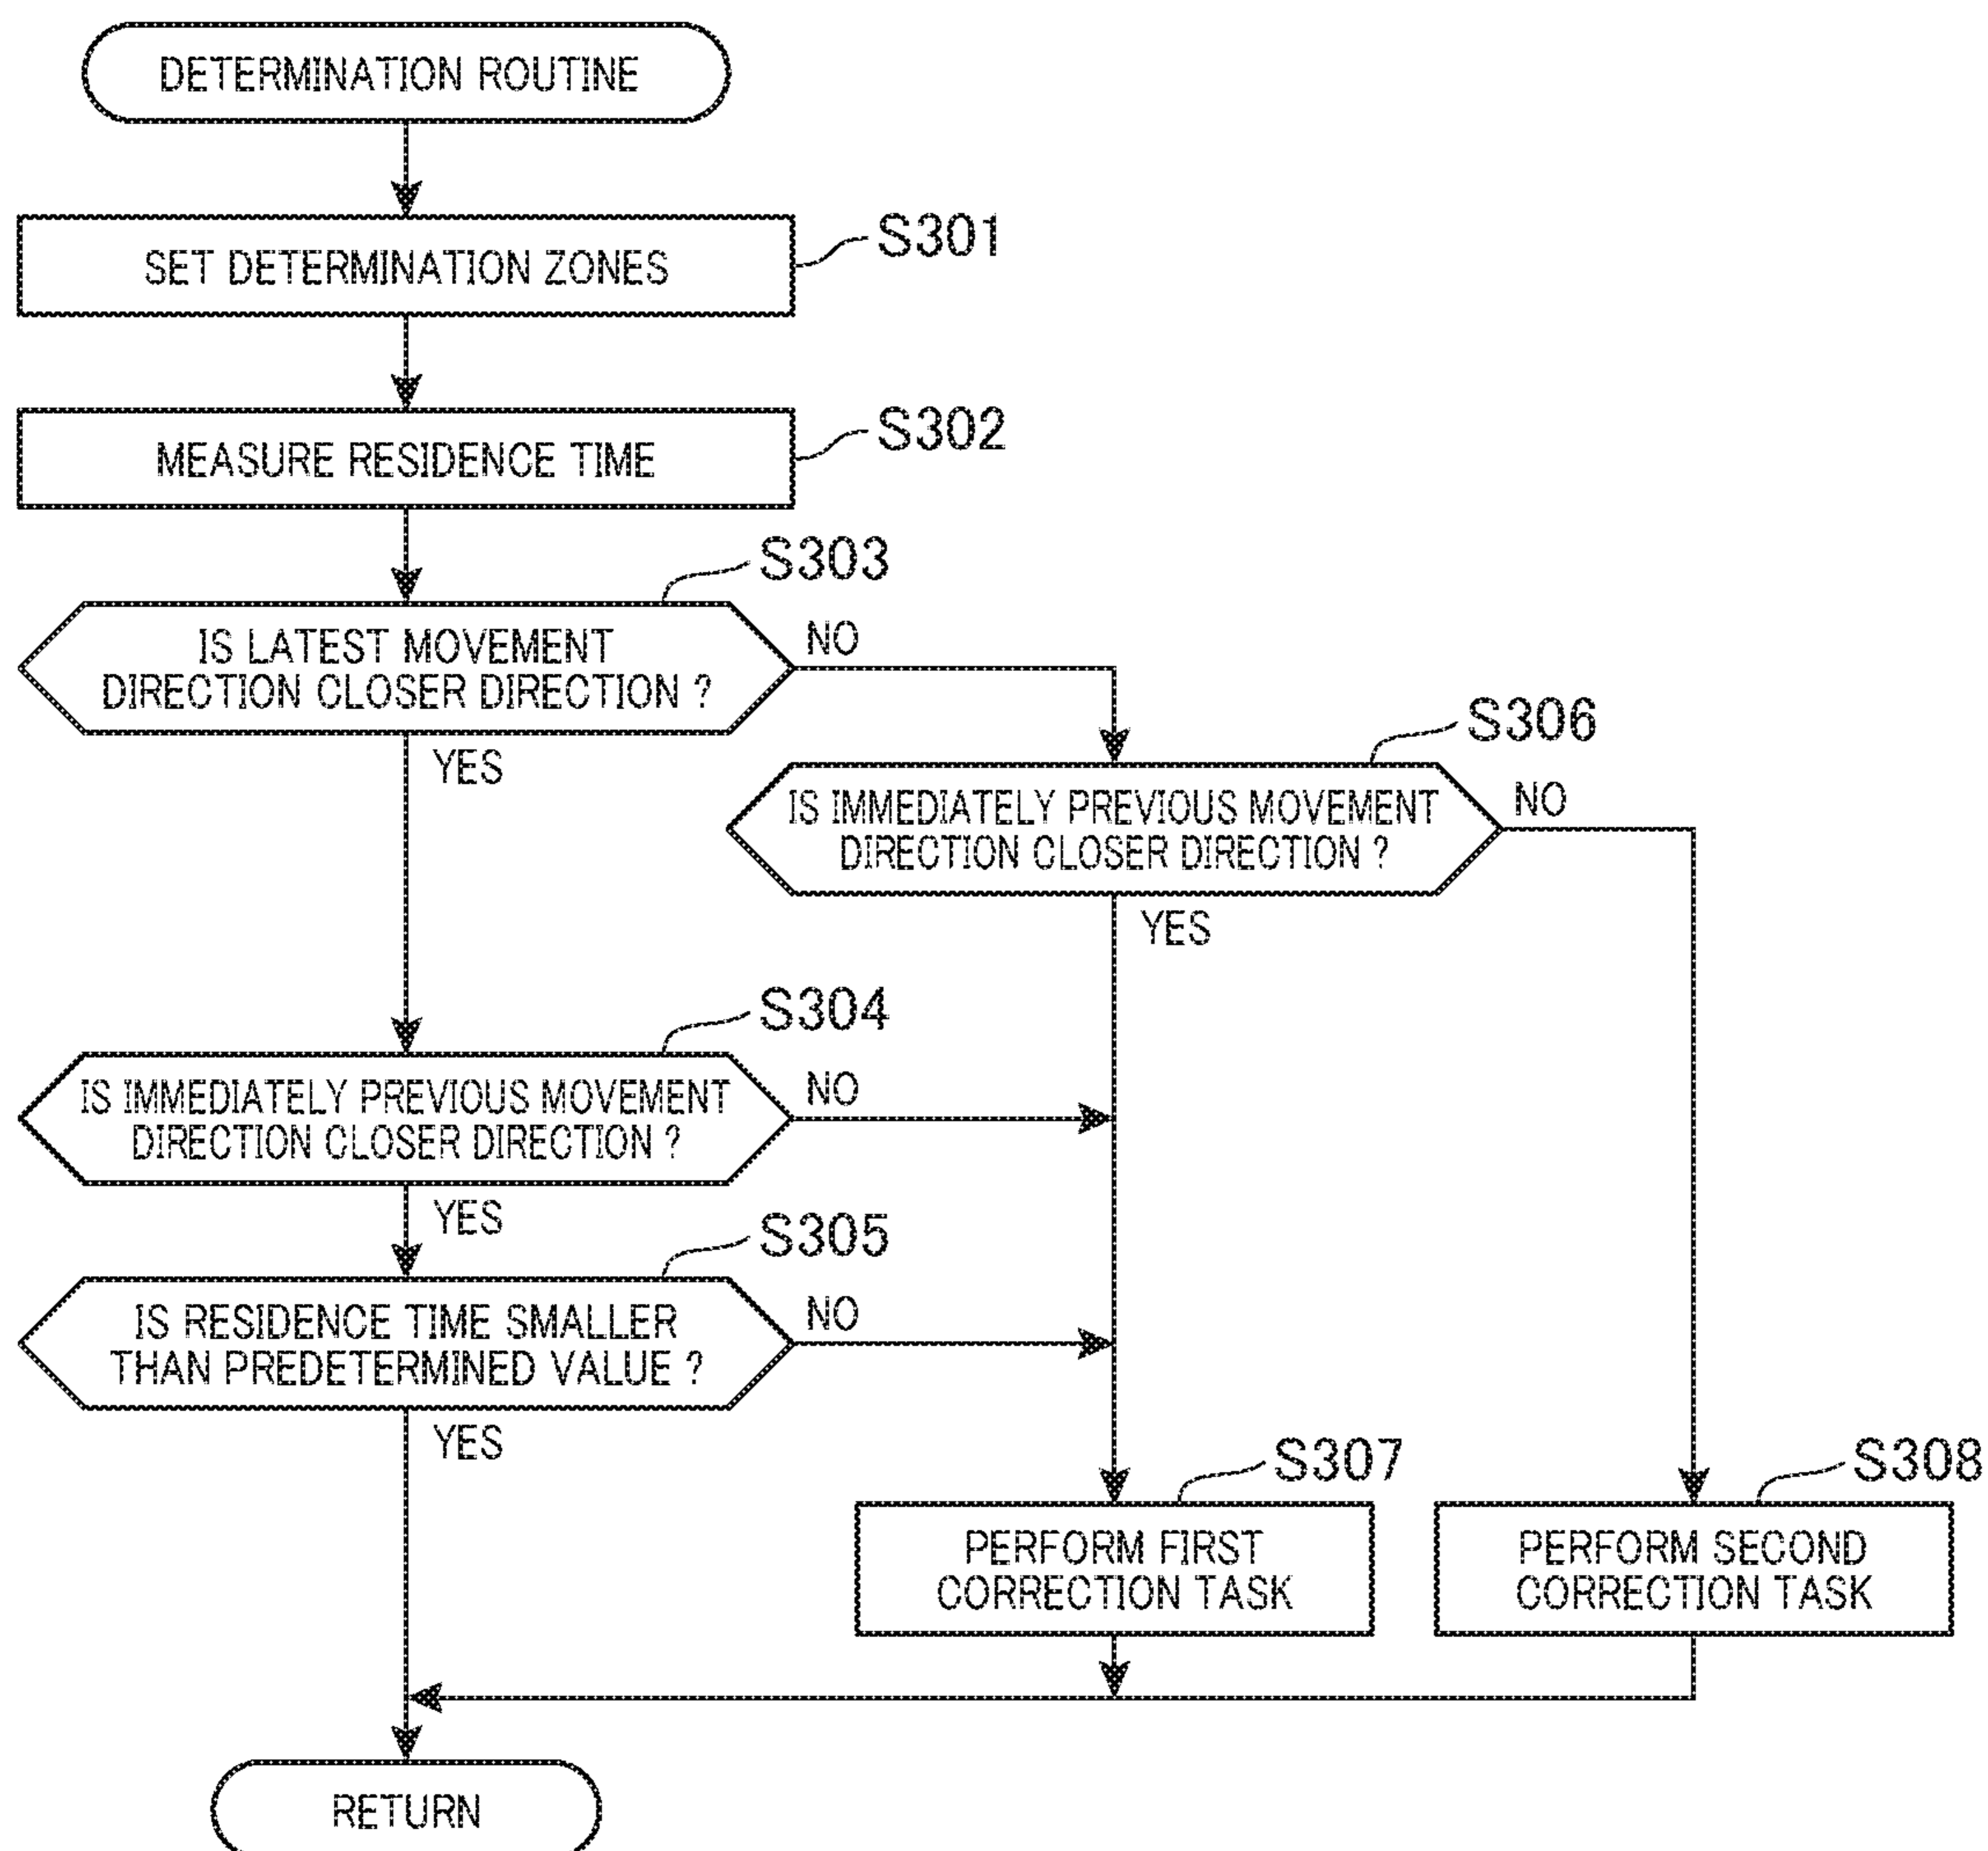 DETERMINATION ROUTINE
S301
SET DETERMINATION ZONES
S302
MEASURE RESIDENCE TIME
S303
IS LATEST MOVEMENT
DIRECTION CLOSER DIRECTION ?
NO
YES
S306
IS IMMEDIATELY PREVIOUS MOVEMENT
DIRECTION CLOSER DIRECTION ?
NO
YES
S304
IS IMMEDIATELY PREVIOUS MOVEMENT
DIRECTION CLOSER DIRECTION ?
NO
YES
S305
IS RESIDENCE TIME SMALLER
THAN PREDETERMINED VALUE ?
NO
YES
S307
PERFORM FIRST
CORRECTION TASK
S308
PERFORM SECOND
CORRECTION TASK
RETURN